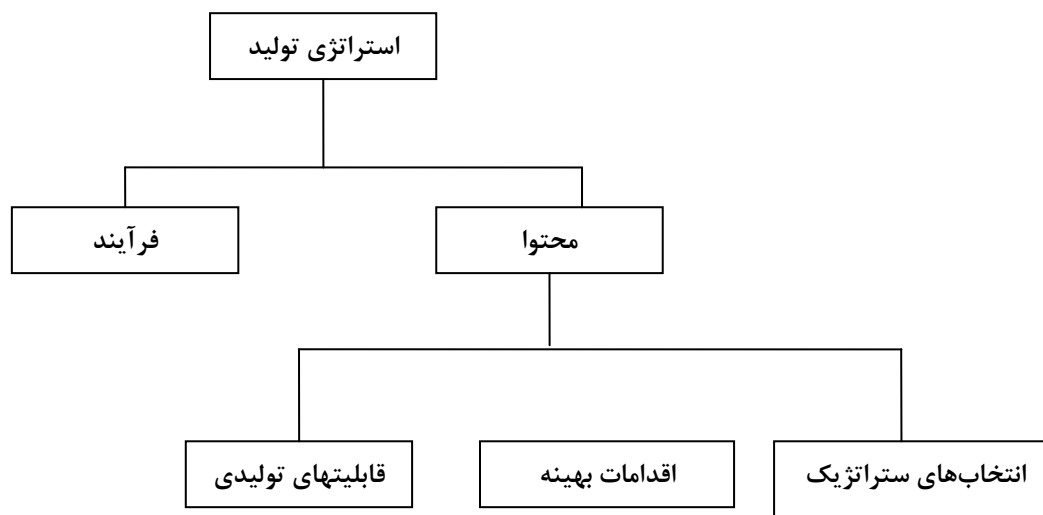 استراتژی تولید
محتوا
فرآیند
انتخاب‌های ستراتژیک
اقدامات بهینه
قابلیتهای تولیدی